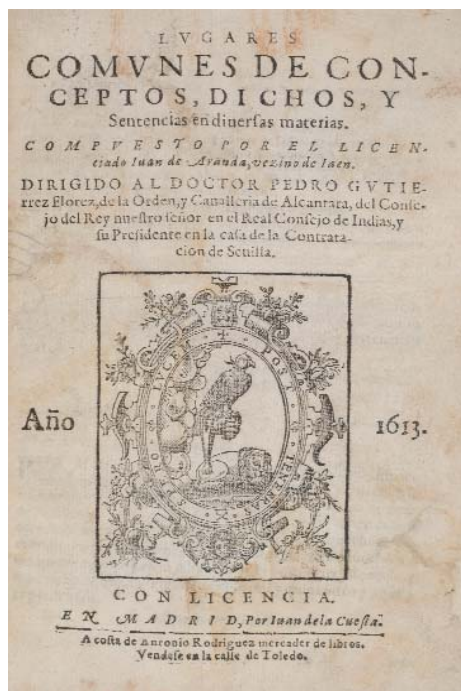 LVGARES
COMVNES DE CON-
CEPTOS, DICHOS, Y
Sentencias en diuersas materias.
COMPVESTO POR EL LICEN-
ciado Iuan de Aranda, vezino de Iaen.
DIRIGIDO AL DOCTOR PEDRO GVTIE-
rrez Florez, de la Orden, y Caualleria de Alcantara, del Conse-
jo del Rey nuestro señor en el Real Consejo de Indias, y
su Presidente en la casa de la Contrata-
cion de Seuilla.
POST TENEBRAS SPERO LVCEM
Año 1613.
CON LICENCIA.
EN MADRID, Por Iuan de la Cuesta.
A costa de Antonio Rodriguez mercader de libros.
Vendese en la calle de Toledo.